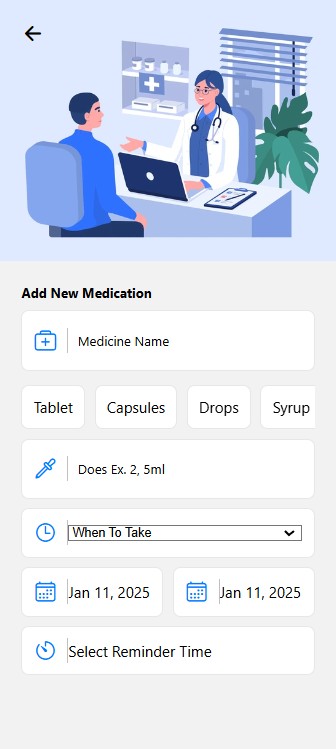 Add New Medication
Medicine Name
Tablet Capsules Drops Syrup
Does Ex. 2, 5ml
When To Take
Jan 11, 2025 Jan 11, 2025
Select Reminder Time